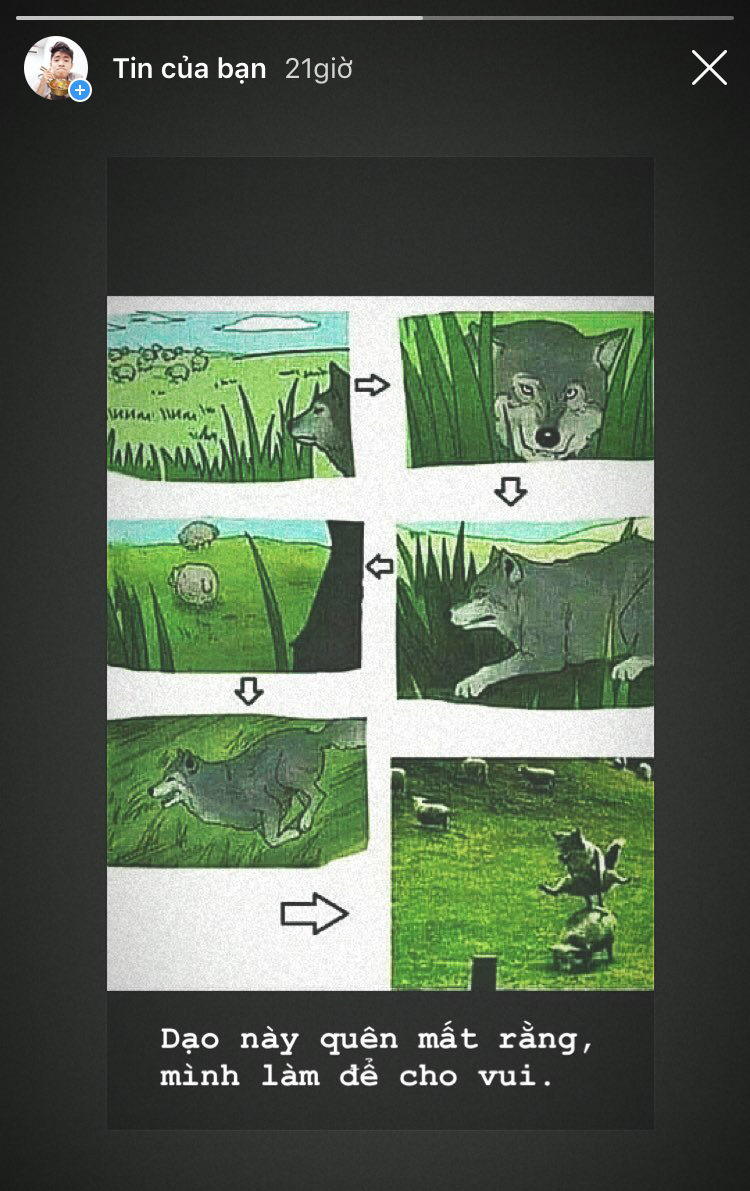 Tin của bạn 21giờ
Dạo này quên mất rằng,
mình làm để cho vui.